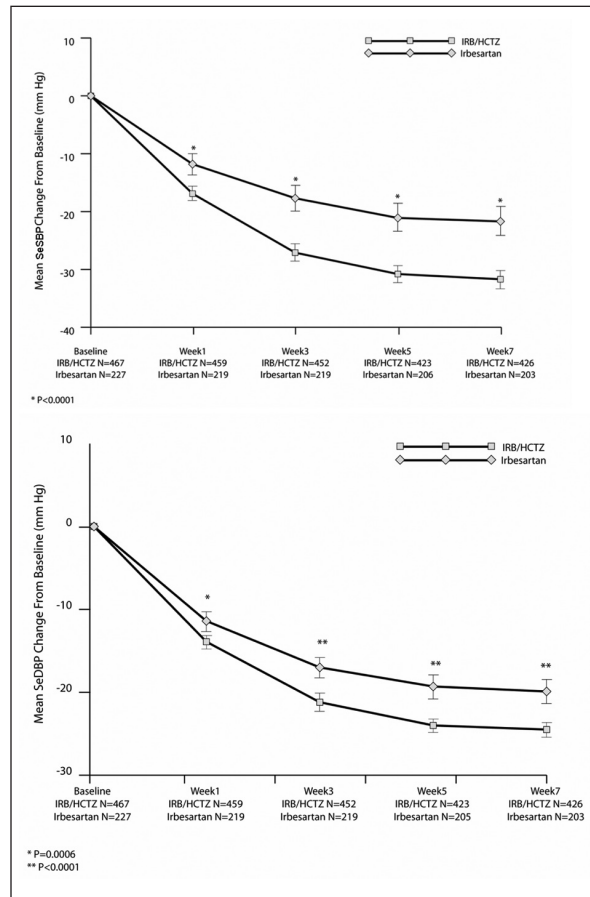 10
0
-10
-20
-30
-40
Mean SeSBP Change From Baseline (mm Hg)
IRB/HCTZ
Irbesartan
*
*
*
*
Baseline Week1 Week3 Week5 Week7
IRB/HCTZ N=467 IRB/HCTZ N=459 IRB/HCTZ N=452 IRB/HCTZ N=423 IRB/HCTZ N=426
Irbesartan N=227 Irbesartan N=219 Irbesartan N=219 Irbesartan N=206 Irbesartan N=203
* P<0.0001
10
0
-10
-20
-30
Mean SeDBP Change From Baseline (mm Hg)
IRB/HCTZ
Irbesartan
*
**
**
**
Baseline Week1 Week3 Week5 Week7
IRB/HCTZ N=467 IRB/HCTZ N=459 IRB/HCTZ N=452 IRB/HCTZ N=423 IRB/HCTZ N=426
Irbesartan N=227 Irbesartan N=219 Irbesartan N=219 Irbesartan N=205 Irbesartan N=203
* P=0.0006
** P<0.0001